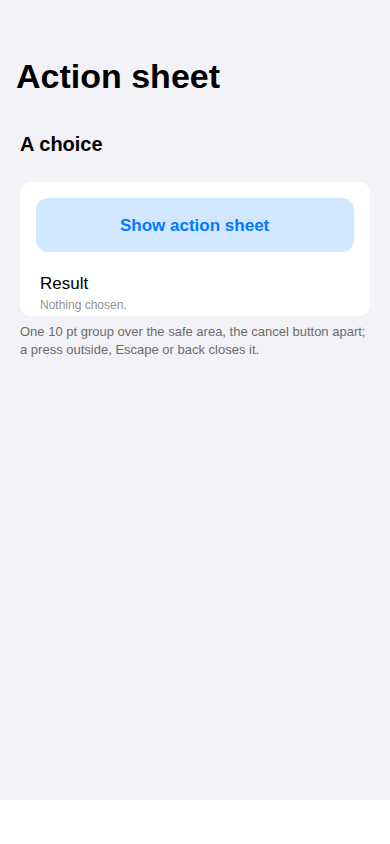 Action sheet
A choice
Show action sheet
Result
Nothing chosen.
One 10 pt group over the safe area, the cancel button apart;
a press outside, Escape or back closes it.